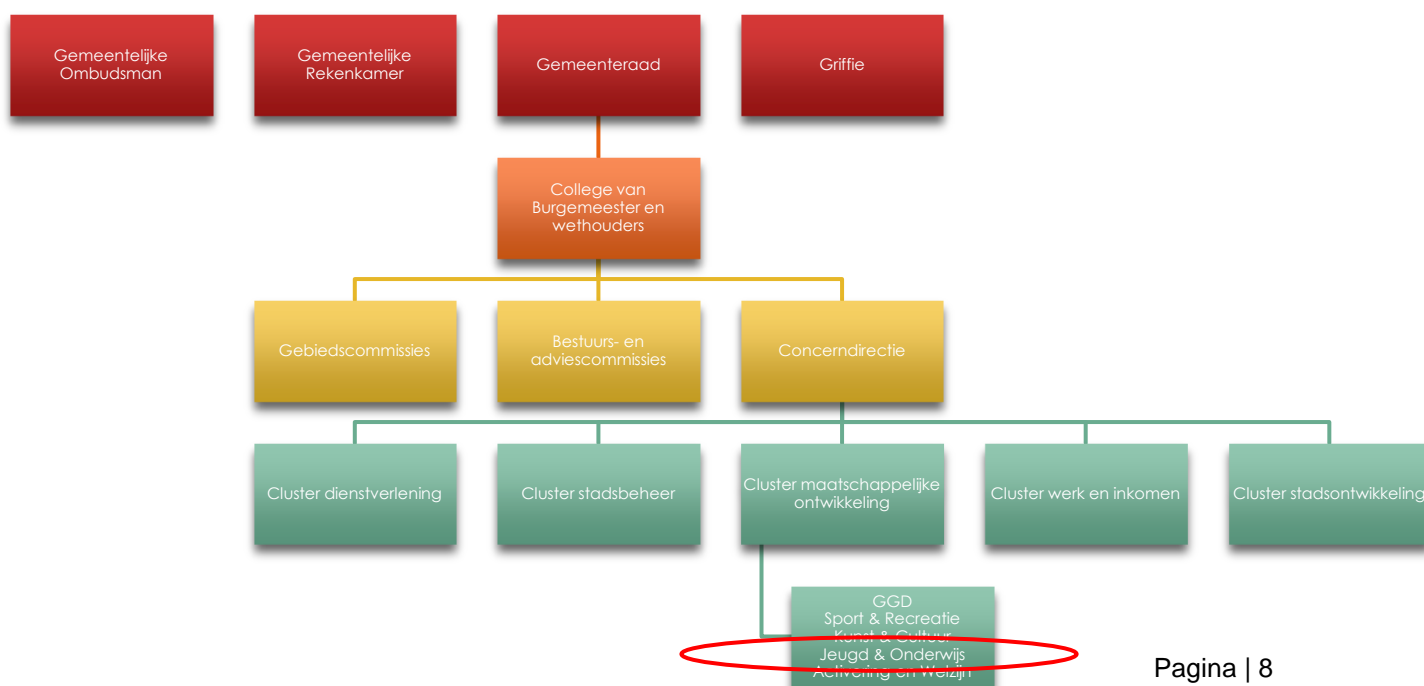 Gemeentelijke
Ombudsman
Gemeentelijke
Rekenkamer
Gemeenteraad
Griffie
College van
Burgemeester en
wethouders
Gebiedscommissies
Bestuurs- en
adviescommissies
Concerndirectie
Cluster dienstverlening
Cluster stadsbeheer
Cluster maatschappelijke
ontwikkeling
Cluster werk en inkomen
Cluster stadsontwikkeling
GGD
Sport & Recreatie
Kunst & Cultuur
Jeugd & Onderwijs
Activering en Welzijn
Pagina | 8